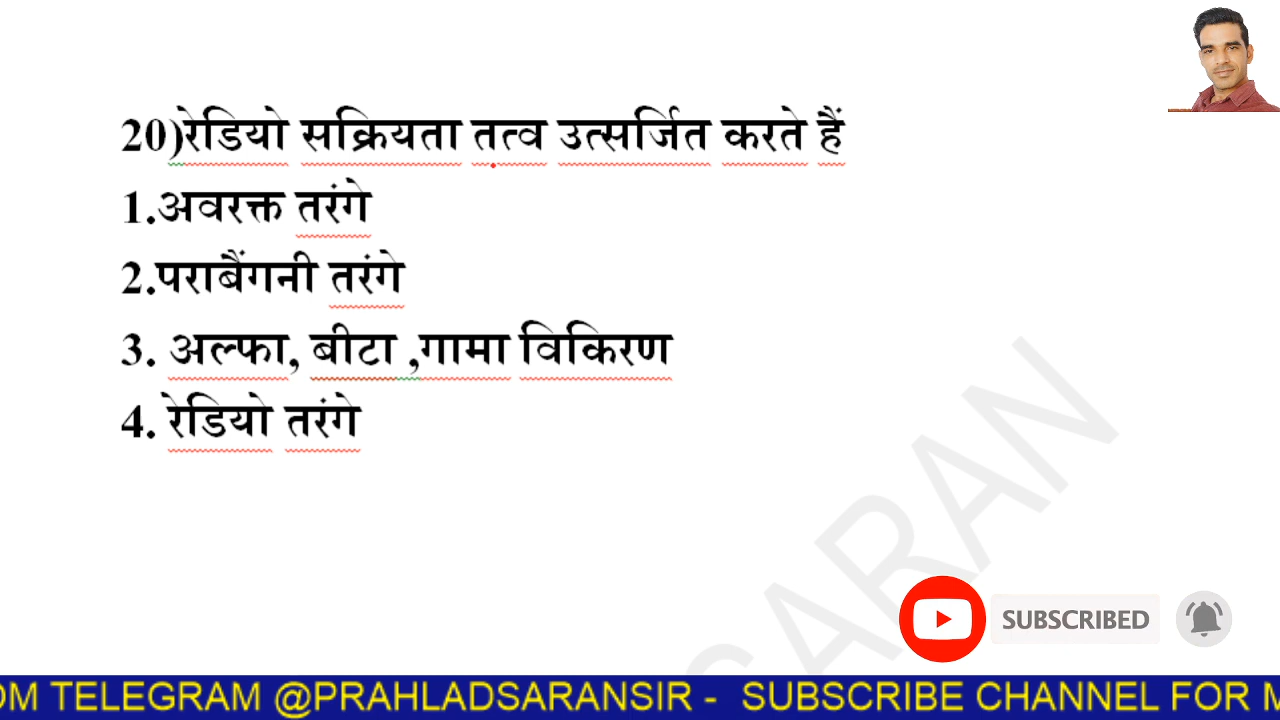 20)रेडियो सक्रियता तत्व उत्सर्जित करते हैं
1.अवरक्त तरंगे
2.पराबैंगनी तरंगे
3. अल्फा, बीटा ,गामा विकिरण
4. रेडियो तरंगे
SARAN
SUBSCRIBED
OM TELEGRAM @PRAHLADSARANSIR - SUBSCRIBE CHANNEL FOR M